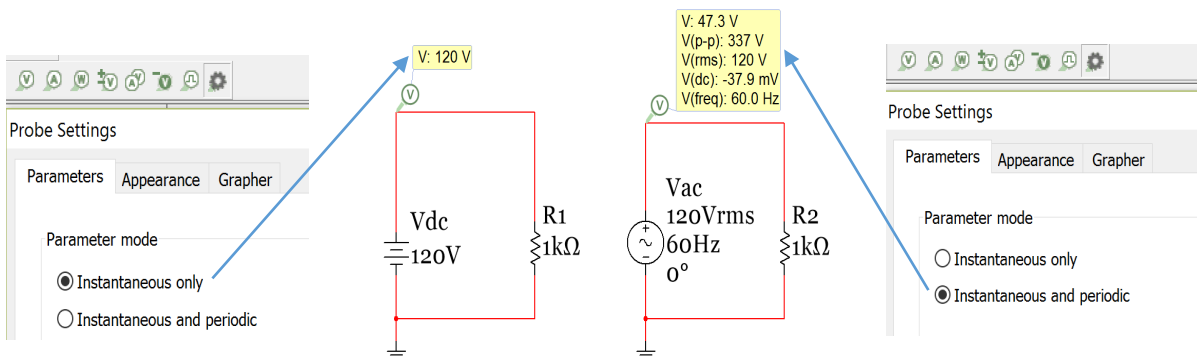 V A W V AV V
Probe Settings
Parameters Appearance Grapher
Parameter mode
Instantaneous only
Instantaneous and periodic
V: 120 V
V
Vdc
120V
R1
1kΩ
V: 47.3 V
V(p-p): 337 V
V(rms): 120 V
V(dc): -37.9 mV
V(freq): 60.0 Hz
V
Vac
120Vrms
60Hz
0°
R2
1kΩ
V A W V AV V
Probe Settings
Parameters Appearance Grapher
Parameter mode
Instantaneous only
Instantaneous and periodic